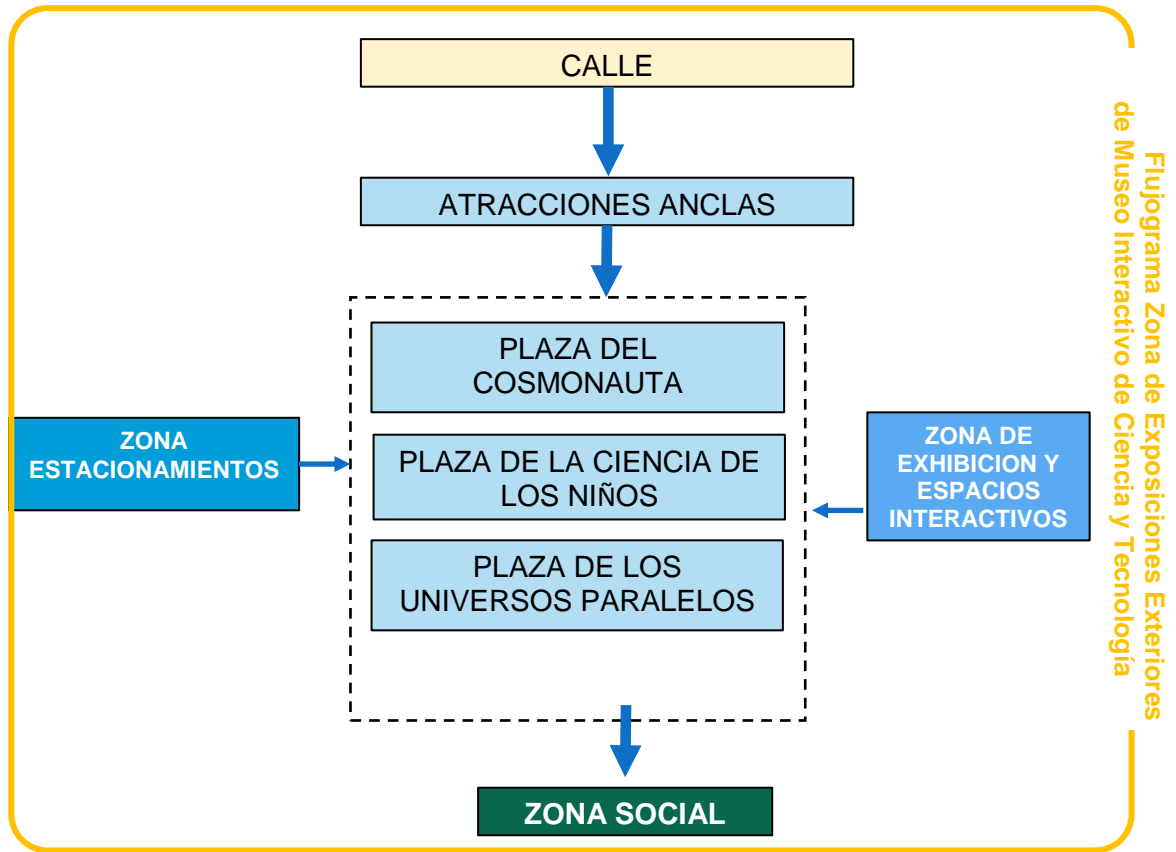 CALLE
ATRACCIONES ANCLAS
PLAZA DEL
COSMONAUTA
ZONA
ESTACIONAMIENTOS
PLAZA DE LA CIENCIA DE
LOS NIÑOS
ZONA DE
EXHIBICION Y
ESPACIOS
INTERACTIVOS
PLAZA DE LOS
UNIVERSOS PARALELOS
ZONA SOCIAL
Flujograma Zona de Exposiciones Exteriores
de Museo Interactivo de Ciencia y Tecnología